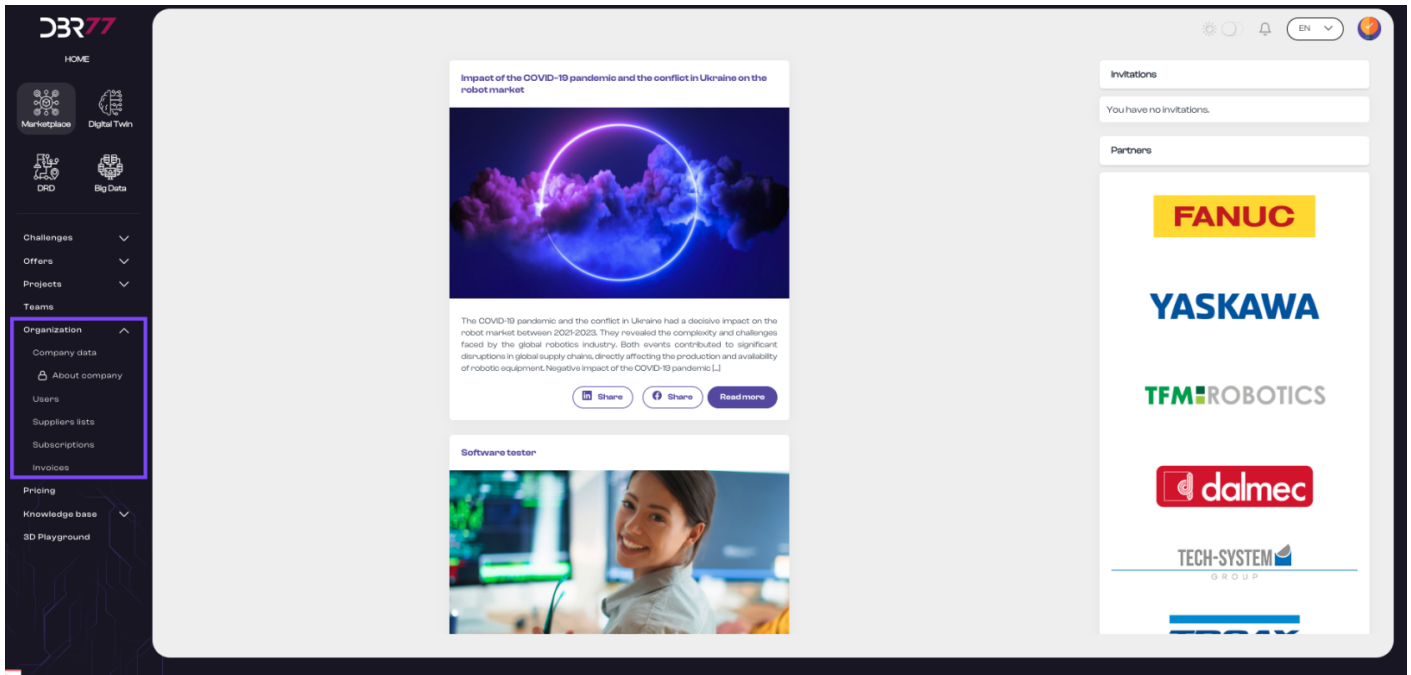 DBR77
HOME
Marketplace
Digital Twin
DRD
Big Data
Challenges
Offers
Projects
Teams
Organization
Company data
About company
Users
Suppliers lists
Subscriptions
Invoices
Pricing
Knowledge base
3D Playground
Impact of the COVID-19 pandemic and the conflict in Ukraine on the
robot market
The COVID-19 pandemic and the conflict in Ukraine had a decisive impact on the
robot market between 2021-2023. They revealed the complexity and challenges
faced by the global robotics industry. Both events contributed to significant
disruptions in global supply chains, directly affecting the production and availability
of robotic equipment. Negative impact of the COVID-19 pandemic [...]
Share
Share
Read more
Software tester
EN
Invitations
You have no invitations.
Partners
FANUC
YASKAWA
TFM ROBOTICS
dalmec
TECH-SYSTEM
GROUP